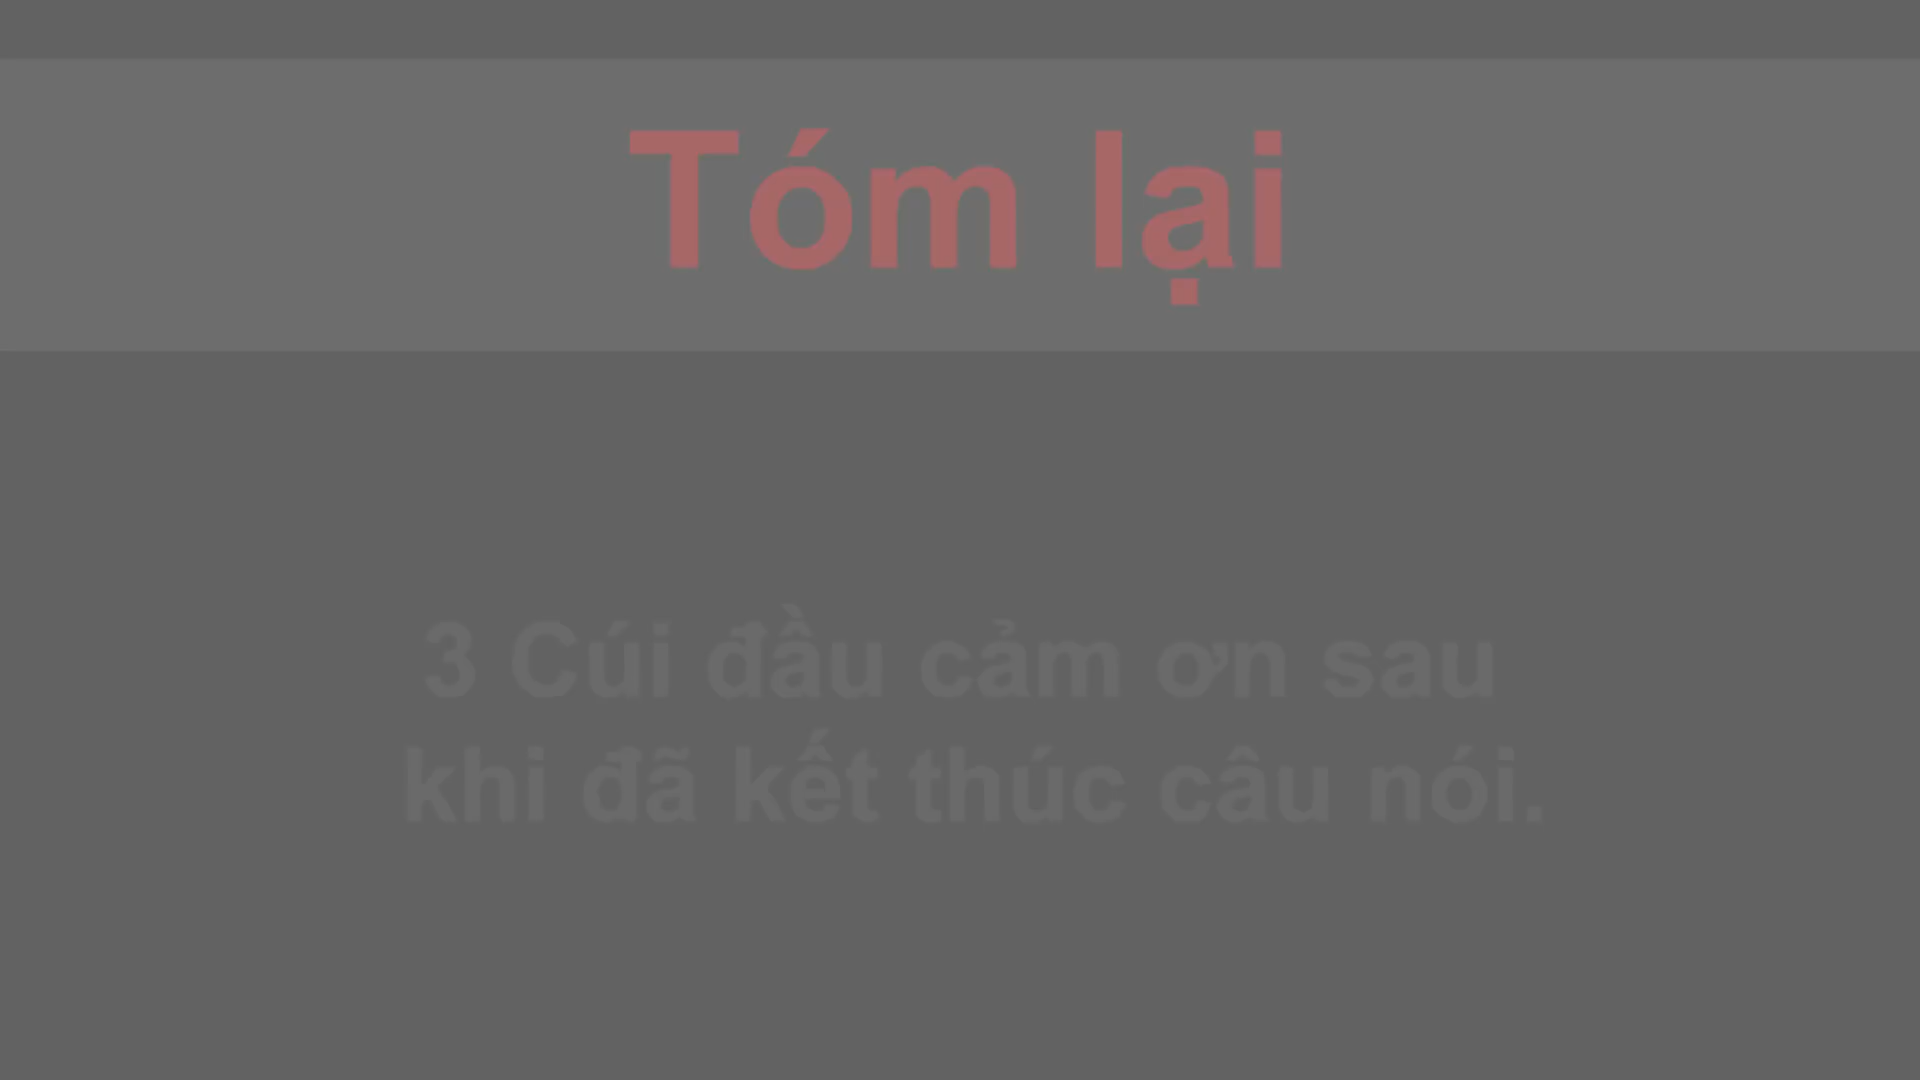 Tóm lại
3 Cúi đầu cảm ơn sau
khi đã kết thúc câu nói.